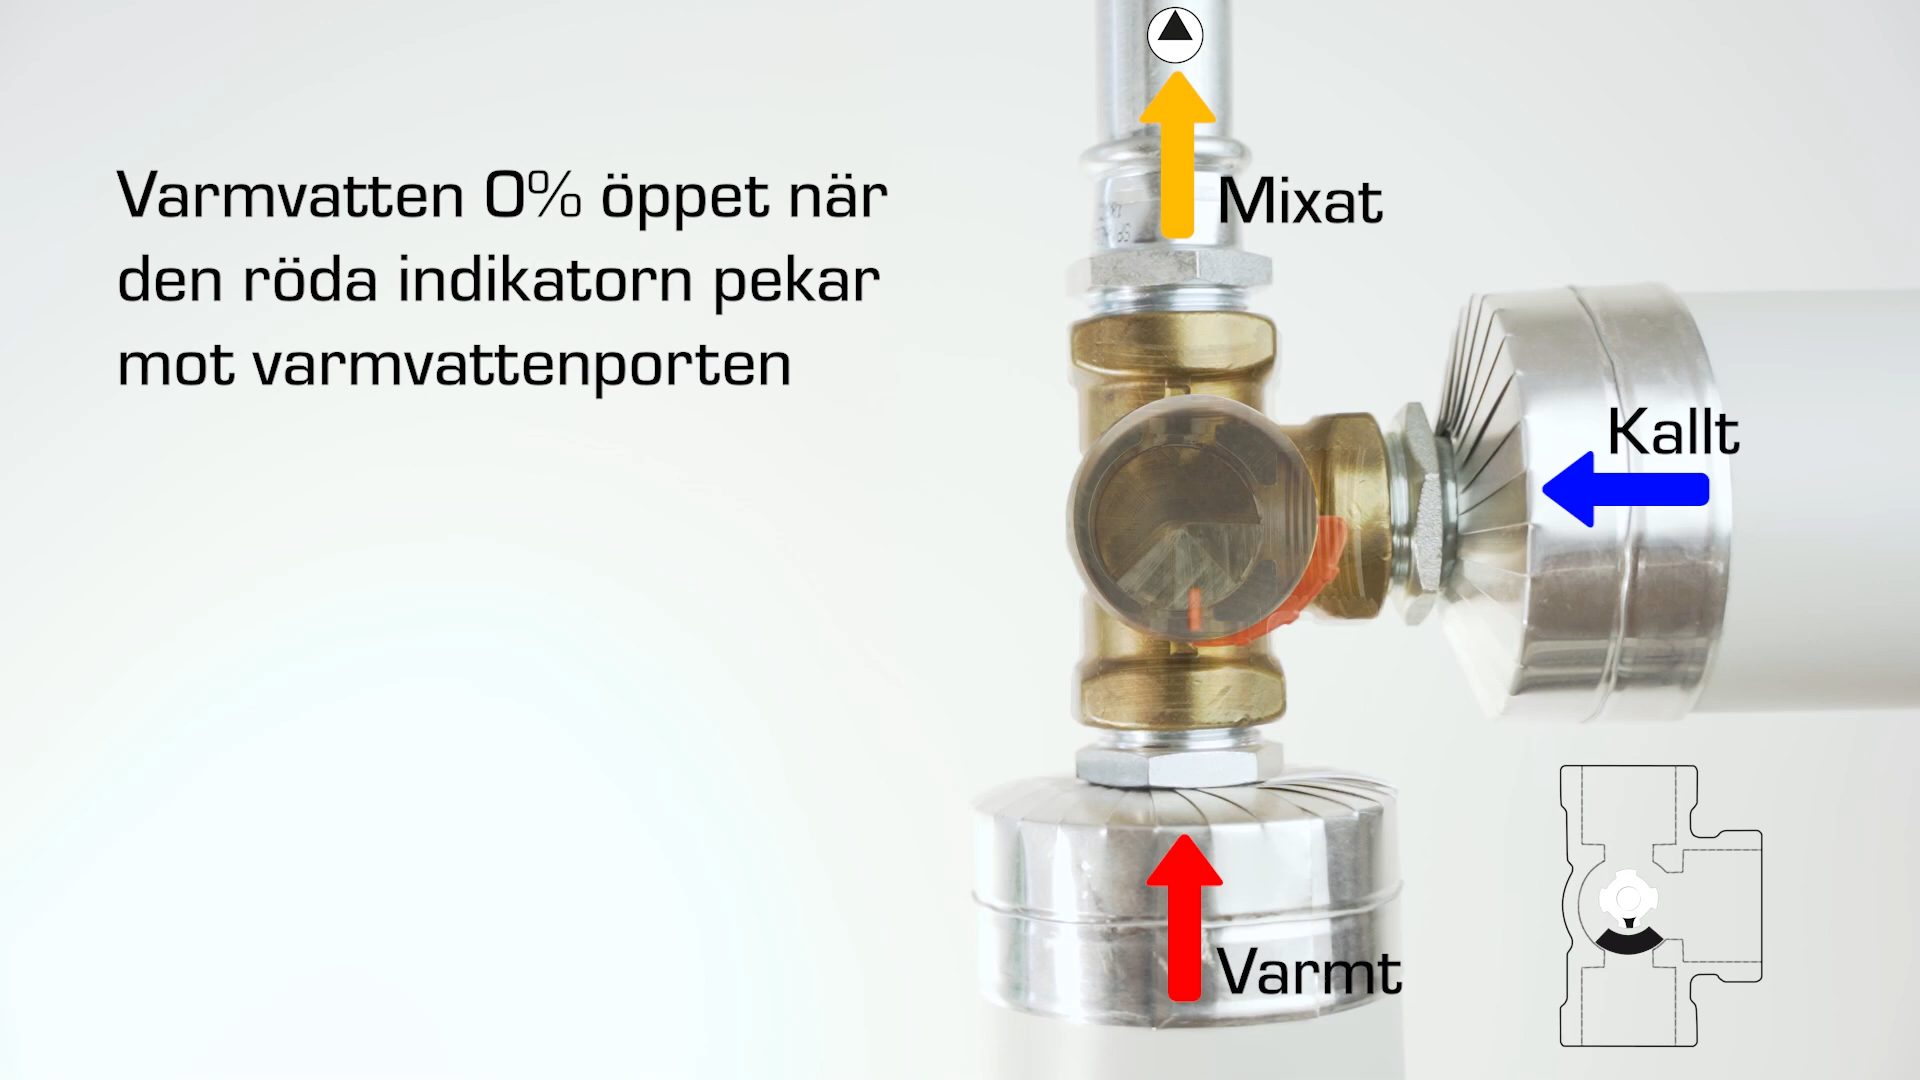 Varmvatten 0% öppet när
den röda indikatorn pekar
mot varmvattenporten
Mixat
Kallt
Varmt